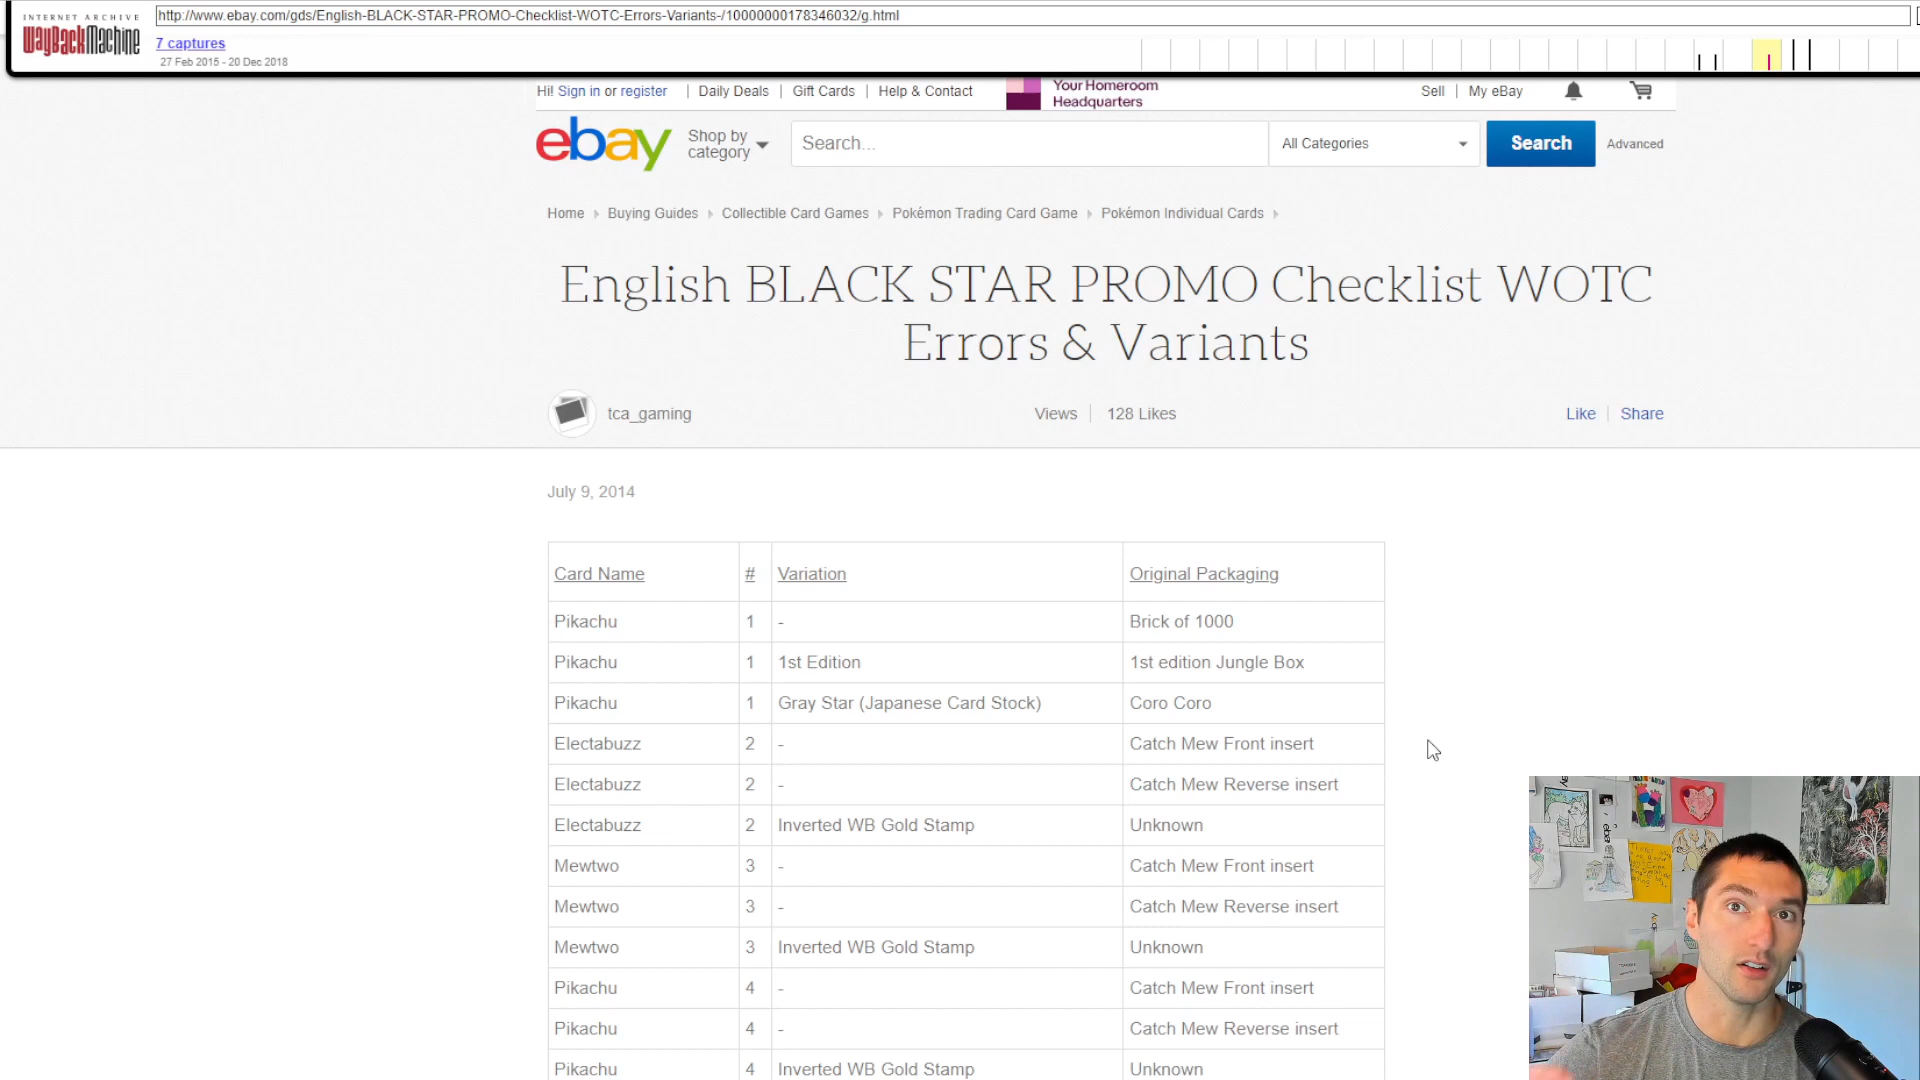 INTERNET ARCHIVE
WayBackMachine
http://www.ebay.com/gds/English-BLACK-STAR-PROMO-Checklist-WOTC-Errors-Variants-/10000000178346032/g.html
7 captures
27 Feb 2015 - 20 Dec 2018
Hi! Sign in or register | Daily Deals | Gift Cards | Help & Contact
Your Homeroom
Headquarters
Sell | My eBay
ebay
Shop by
category
Search...
All Categories
Search
Advanced
Home Buying Guides Collectible Card Games Pokémon Trading Card Game Pokémon Individual Cards
English BLACK STAR PROMO Checklist WOTC
Errors & Variants
tca_gaming
Views 128 Likes
Like Share
July 9, 2014
Card Name # Variation Original Packaging
Pikachu 1 - Brick of 1000
Pikachu 1 1st Edition 1st edition Jungle Box
Pikachu 1 Gray Star (Japanese Card Stock) Coro Coro
Electabuzz 2 - Catch Mew Front insert
Electabuzz 2 - Catch Mew Reverse insert
Electabuzz 2 Inverted WB Gold Stamp Unknown
Mewtwo 3 - Catch Mew Front insert
Mewtwo 3 - Catch Mew Reverse insert
Mewtwo 3 Inverted WB Gold Stamp Unknown
Pikachu 4 - Catch Mew Front insert
Pikachu 4 - Catch Mew Reverse insert
Pikachu 4 Inverted WB Gold Stamp Unknown